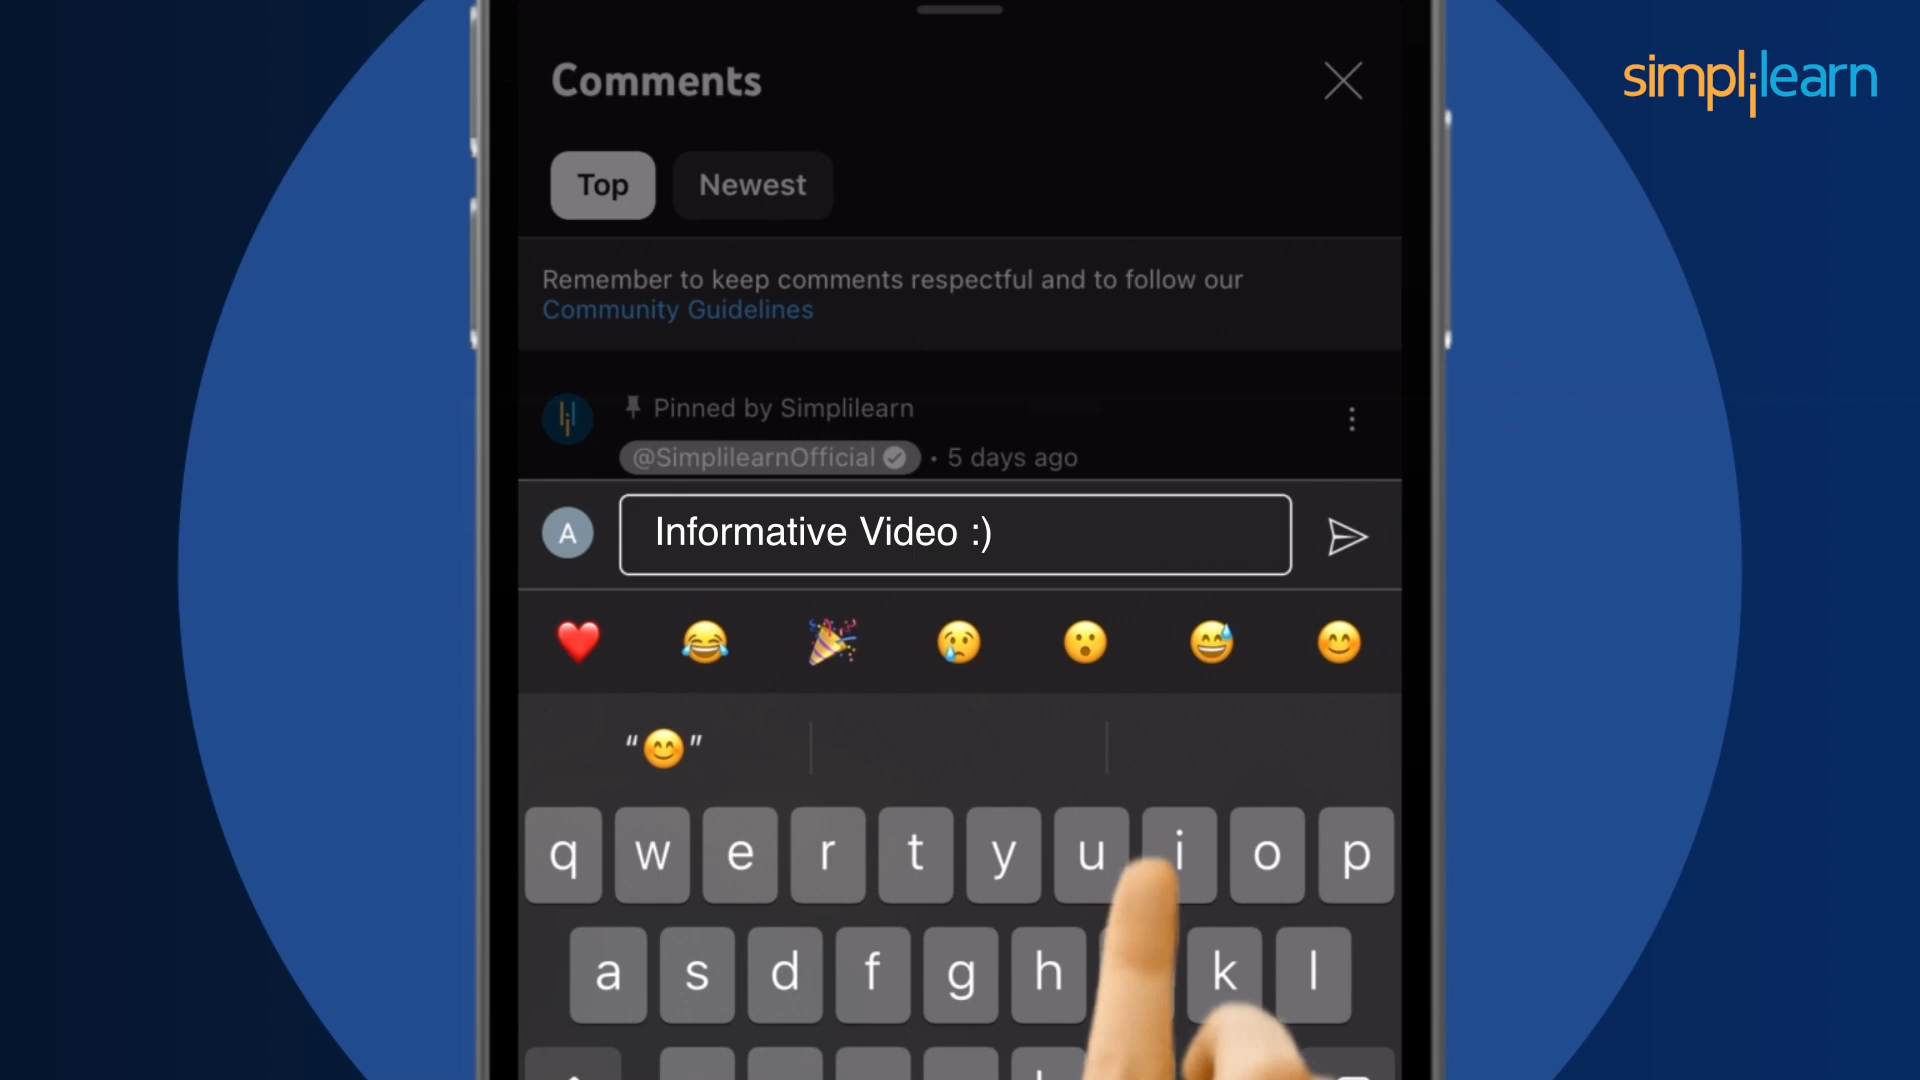 simplilearn
Comments
Top Newest
Remember to keep comments respectful and to follow our
Community Guidelines
Pinned by Simplilearn
@SimplilearnOfficial • 5 days ago
A Informative Video :)
“😊”
q w e r t y u i o p
a s d f g h k l